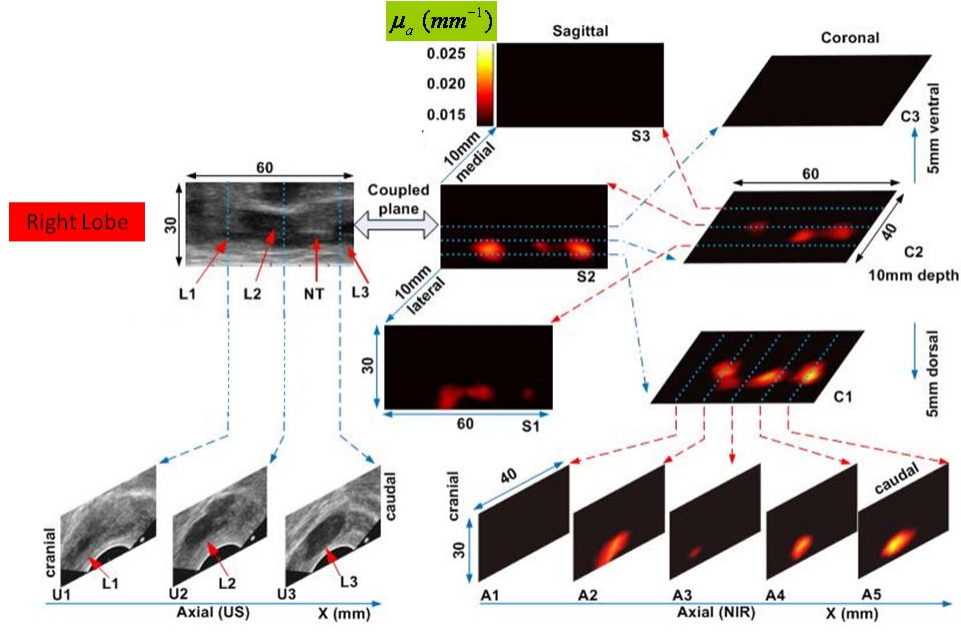 μa (mm⁻¹)
0.025
0.020
0.015
Sagittal
S3
Coronal
C3
5mm ventral
10mm
medial
Right Lobe
60
30
L1
L2
NT
L3
Coupled
plane
S2
60
40
C2
10mm depth
10mm
lateral
30
60
S1
C1
5mm dorsal
cranial
U1
L1
U2
L2
U3
L3
caudal
Axial (US)
X (mm)
cranial
30
40
A1
A2
A3
A4
A5
caudal
Axial (NIR)
X (mm)